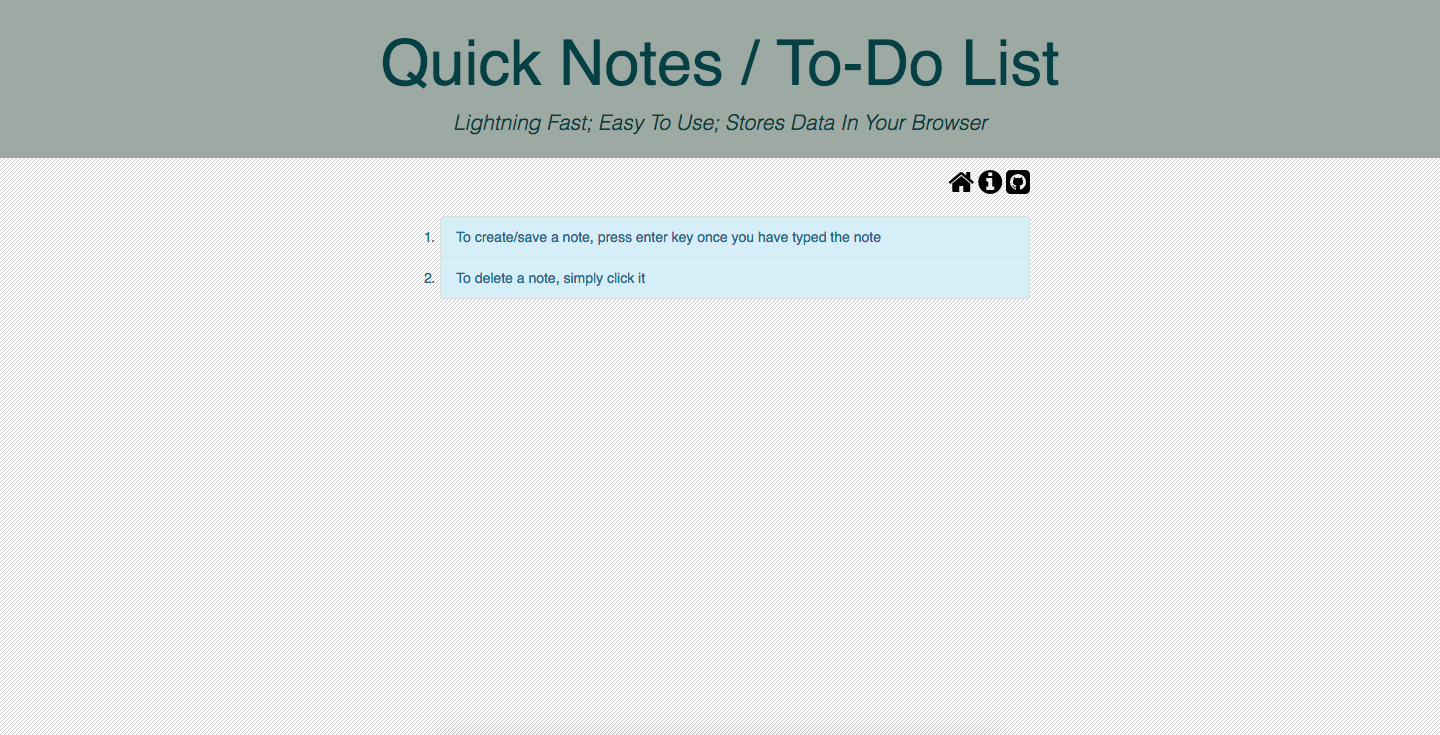 Quick Notes / To-Do List
Lightning Fast; Easy To Use; Stores Data In Your Browser
1. To create/save a note, press enter key once you have typed the note
2. To delete a note, simply click it